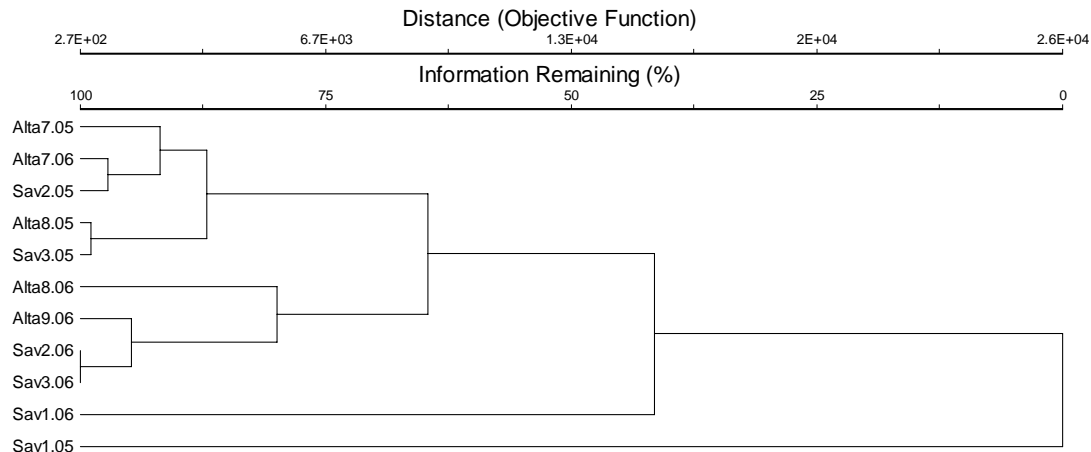 Distance (Objective Function)
2.7E+02 6.7E+03 1.3E+04 2E+04 2.6E+04
Information Remaining (%)
100 75 50 25 0
Alta7.05
Alta7.06
Sav2.05
Alta8.05
Sav3.05
Alta8.06
Alta9.06
Sav2.06
Sav3.06
Sav1.06
Sav1.05